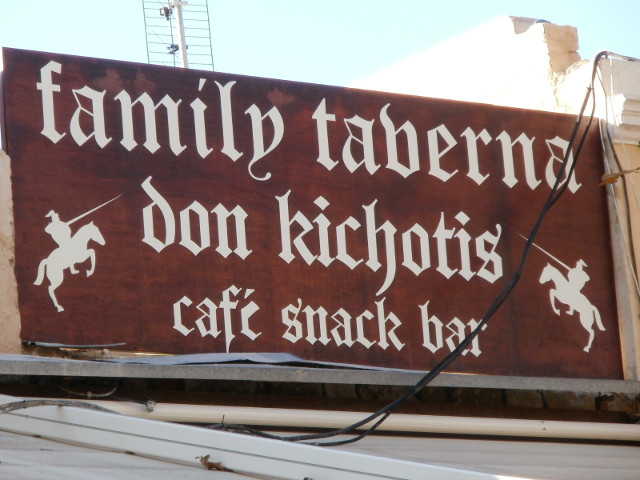 family taverna
don kichotis
café snack bar